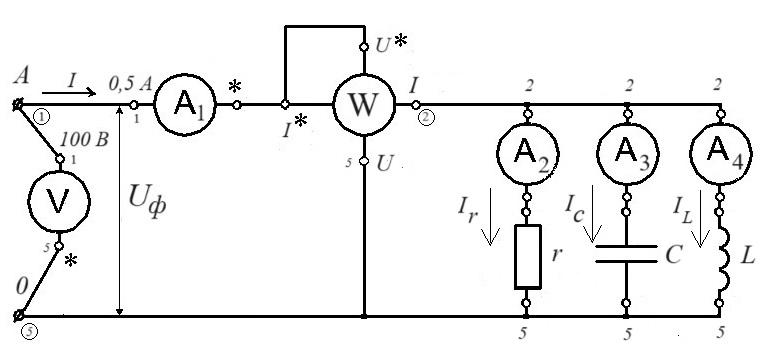 A I 0,5 A A1 * I* U* W I 2 2 2
1 1 2
100 В
1
V
5 *
Uф
5 U
A2 A3 A4
Ir Ic IL
r C L
0
5 5 5 5